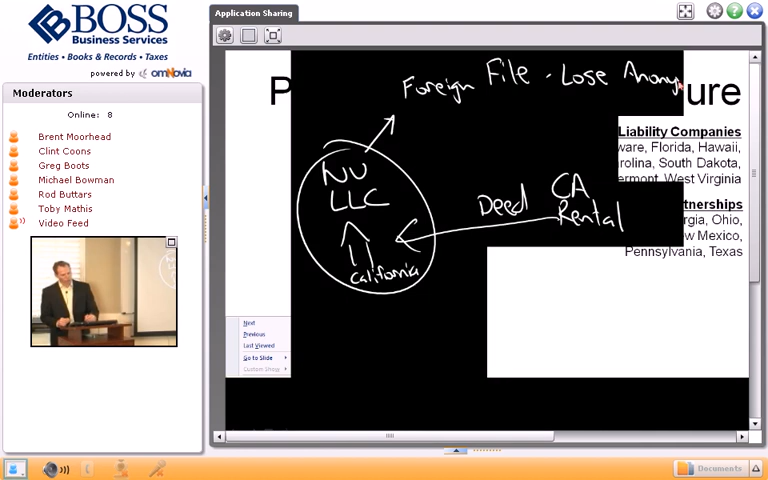 BOSS
Business Services
Entities • Books & Records • Taxes
powered by omNovia
Moderators
Online: 8
Brent Moorhead
Clint Coons
Greg Boots
Michael Bowman
Rod Buttars
Toby Mathis
Video Feed
Application Sharing
P
ure
Foreign File - Lose Anony
Liability Companies
ware, Florida, Hawaii,
rolina, South Dakota,
ermont, West Virginia
rtnerships
rgia, Ohio,
ew Mexico,
Pennsylvania, Texas
NV
LLC
California
Deed
CA
Rental
Next
Previous
Last Viewed
Go to Slide
Custom Show
Documents